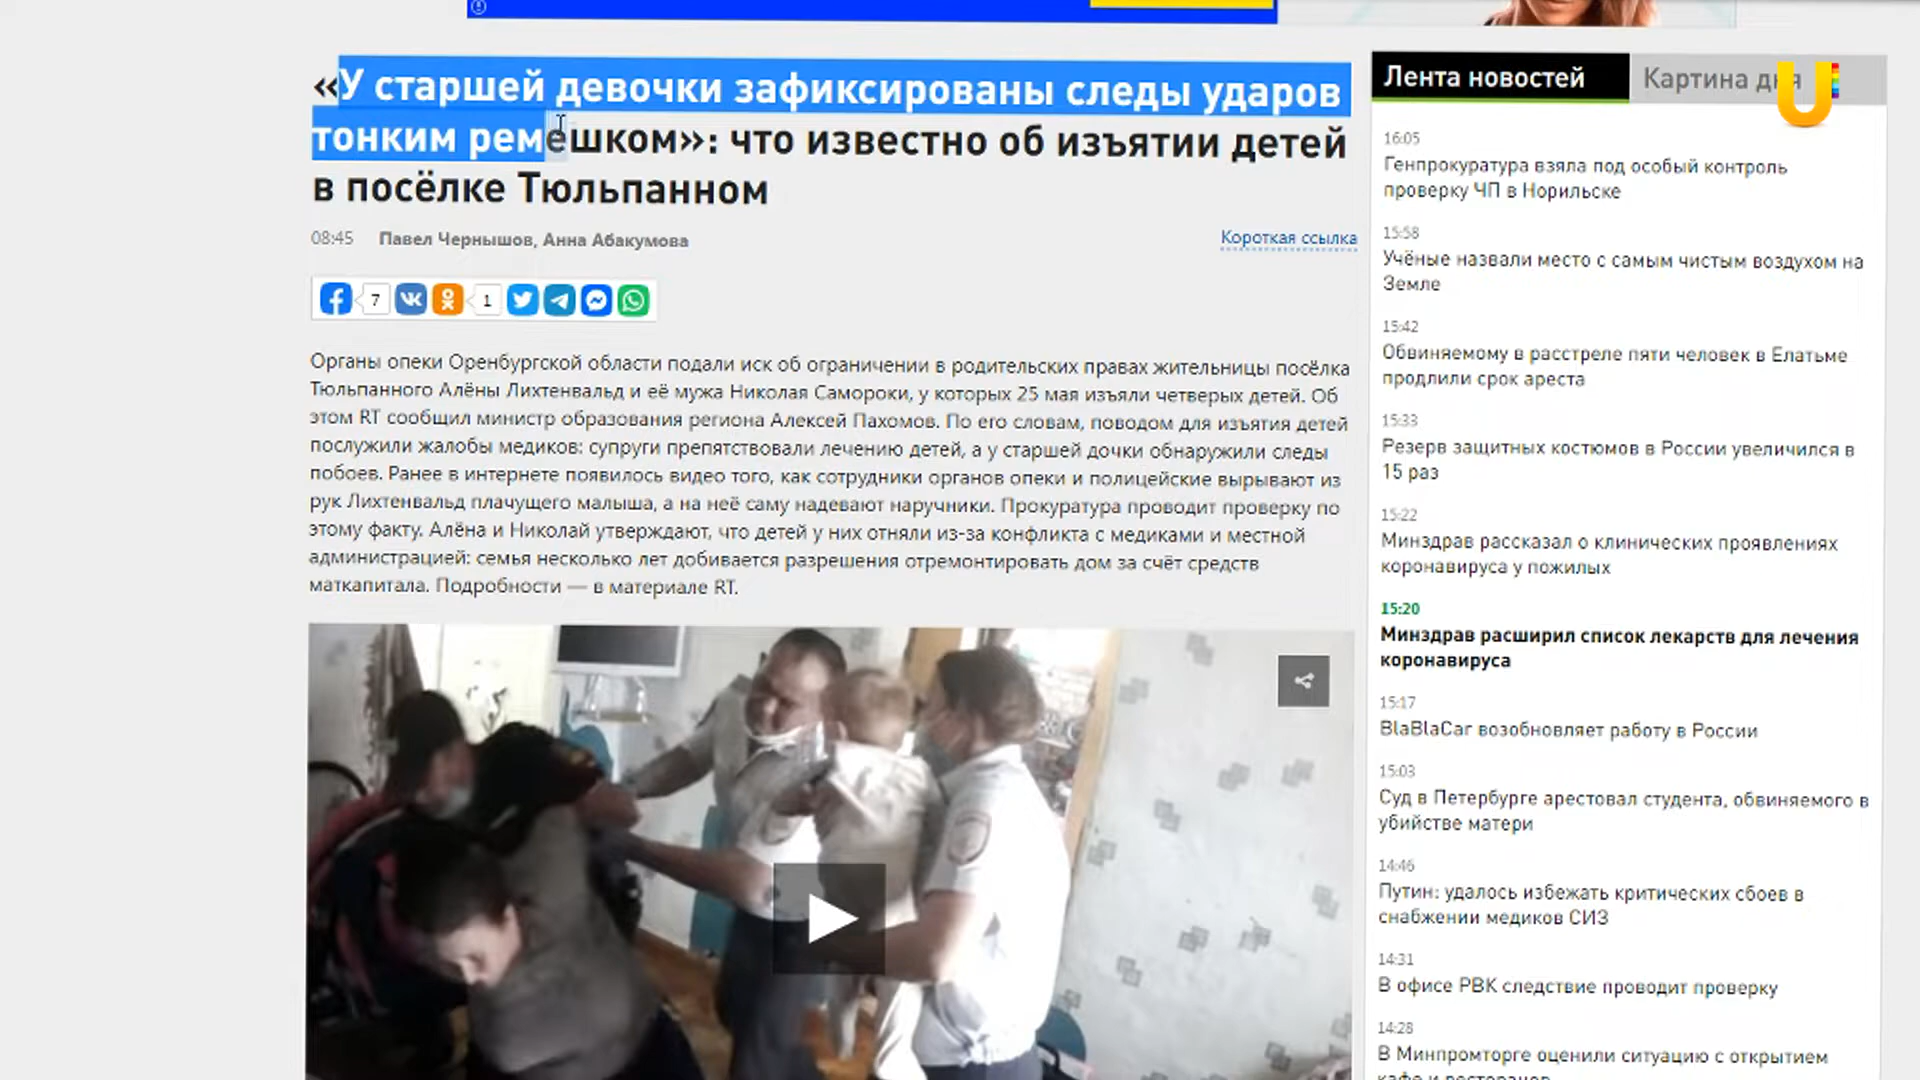 «У старшей девочки зафиксированы следы ударов
тонким ремешком»: что известно об изъятии детей
в посёлке Тюльпанном
08:45 Павел Чернышов, Анна Абакумова
Короткая ссылка
7
1
Органы опеки Оренбургской области подали иск об ограничении в родительских правах жительницы посёлка
Тюльпанного Алёны Лихтенвальд и её мужа Николая Самороки, у которых 25 мая изъяли четверых детей. Об
этом RT сообщил министр образования региона Алексей Пахомов. По его словам, поводом для изъятия детей
послужили жалобы медиков: супруги препятствовали лечению детей, а у старшей дочки обнаружили следы
побоев. Ранее в интернете появилось видео того, как сотрудники органов опеки и полицейские вырывают из
рук Лихтенвальд плачущего малыша, а на неё саму надевают наручники. Прокуратура проводит проверку по
этому факту. Алёна и Николай утверждают, что детей у них отняли из-за конфликта с медиками и местной
администрацией: семья несколько лет добивается разрешения отремонтировать дом за счёт средств
маткапитала. Подробности — в материале RT.
Лента новостей
Картина дня
16:05
Генпрокуратура взяла под особый контроль
проверку ЧП в Норильске
15:58
Учёные назвали место с самым чистым воздухом на
Земле
15:42
Обвиняемому в расстреле пяти человек в Елатьме
продлили срок ареста
15:33
Резерв защитных костюмов в России увеличился в
15 раз
15:22
Минздрав рассказал о клинических проявлениях
коронавируса у пожилых
15:20
Минздрав расширил список лекарств для лечения
коронавируса
15:17
BlaBlaCar возобновляет работу в России
15:03
Суд в Петербурге арестовал студента, обвиняемого в
убийстве матери
14:46
Путин: удалось избежать критических сбоев в
снабжении медиков СИЗ
14:31
В офисе РВК следствие проводит проверку
14:28
В Минпромторге оценили ситуацию с открытием
кафе и ресторанов